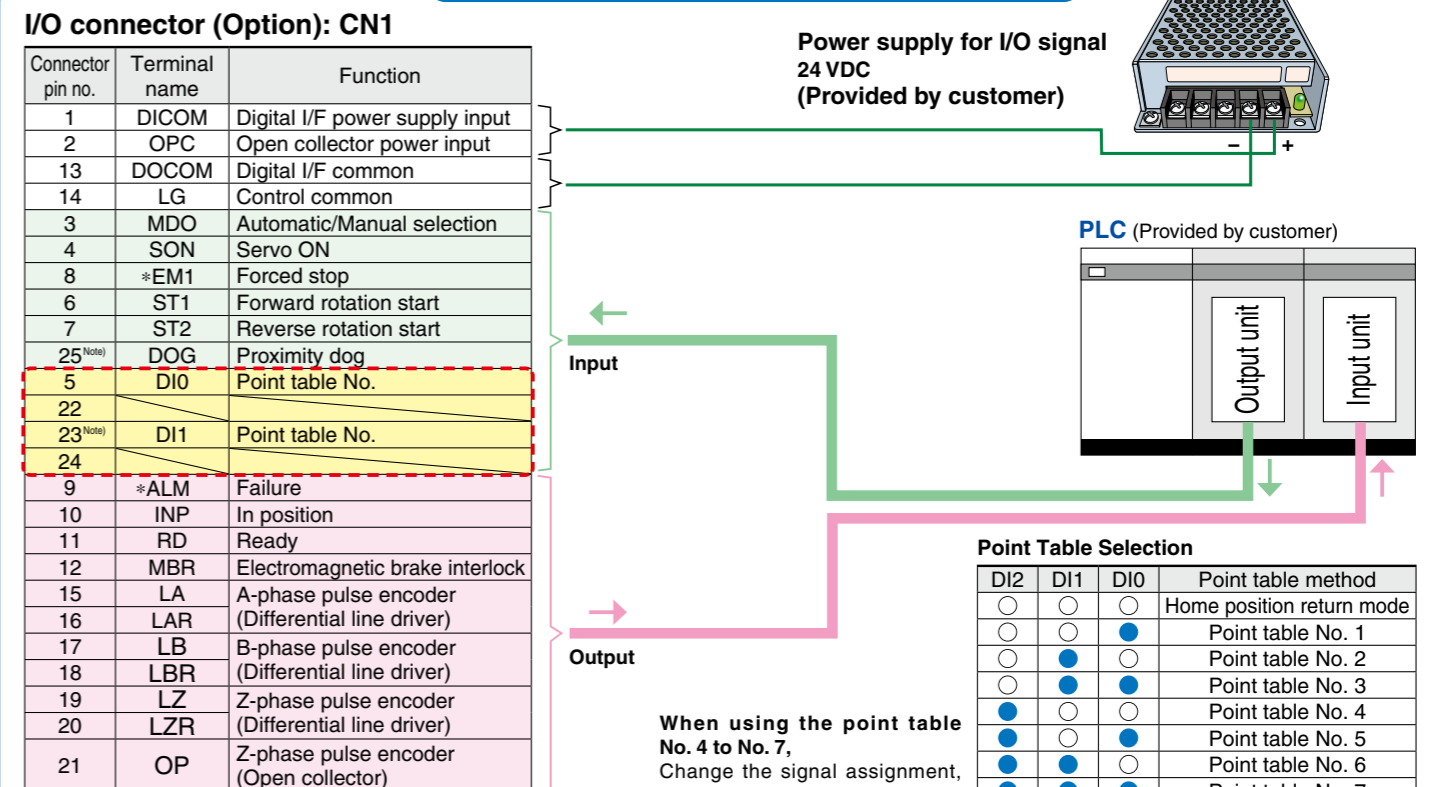 I/O connector (Option): CN1
Connector pin no. Terminal name Function
1 DICOM Digital I/F power supply input
2 OPC Open collector power input
13 DOCOM Digital I/F common
14 LG Control common
3 MDO Automatic/Manual selection
4 SON Servo ON
8 *EM1 Forced stop
6 ST1 Forward rotation start
7 ST2 Reverse rotation start
25 Note) DOG Proximity dog
5 DI0 Point table No.
22
23 Note) DI1 Point table No.
24
9 *ALM Failure
10 INP In position
11 RD Ready
12 MBR Electromagnetic brake interlock
15 LA A-phase pulse encoder
16 LAR (Differential line driver)
17 LB B-phase pulse encoder
18 LBR (Differential line driver)
19 LZ Z-phase pulse encoder
20 LZR (Differential line driver)
21 OP Z-phase pulse encoder
(Open collector)
Power supply for I/O signal
24 VDC
(Provided by customer)
− +
PLC (Provided by customer)
Output unit
Input unit
Input
Output
When using the point table
No. 4 to No. 7,
Change the signal assignment,
Point Table Selection
DI2 DI1 DI0 Point table method
○ ○ ○ Home position return mode
○ ○ ● Point table No. 1
○ ● ○ Point table No. 2
○ ● ● Point table No. 3
● ○ ○ Point table No. 4
● ○ ● Point table No. 5
● ● ○ Point table No. 6
● ● ● Point table No. 7